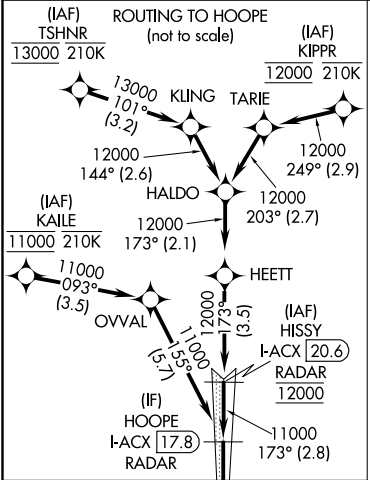 ROUTING TO HOOPE
(not to scale)
(IAF)
TSHNR
13000 210K
(IAF)
KIPPR
12000 210K
13000
101°
(3.2)
KLING
TARIE
12000
144° (2.6)
12000
249° (2.9)
HALDO
12000
203° (2.7)
(IAF)
KAILE
11000 210K
12000
173° (2.1)
11000
093°
(3.5)
HEETT
OVVAL
12000
173°
(3.5)
11000
155°
(5.7)
(IAF)
HISSY
I-ACX 20.6
RADAR
12000
(IF)
HOOPE
I-ACX 17.8
RADAR
11000
173° (2.8)